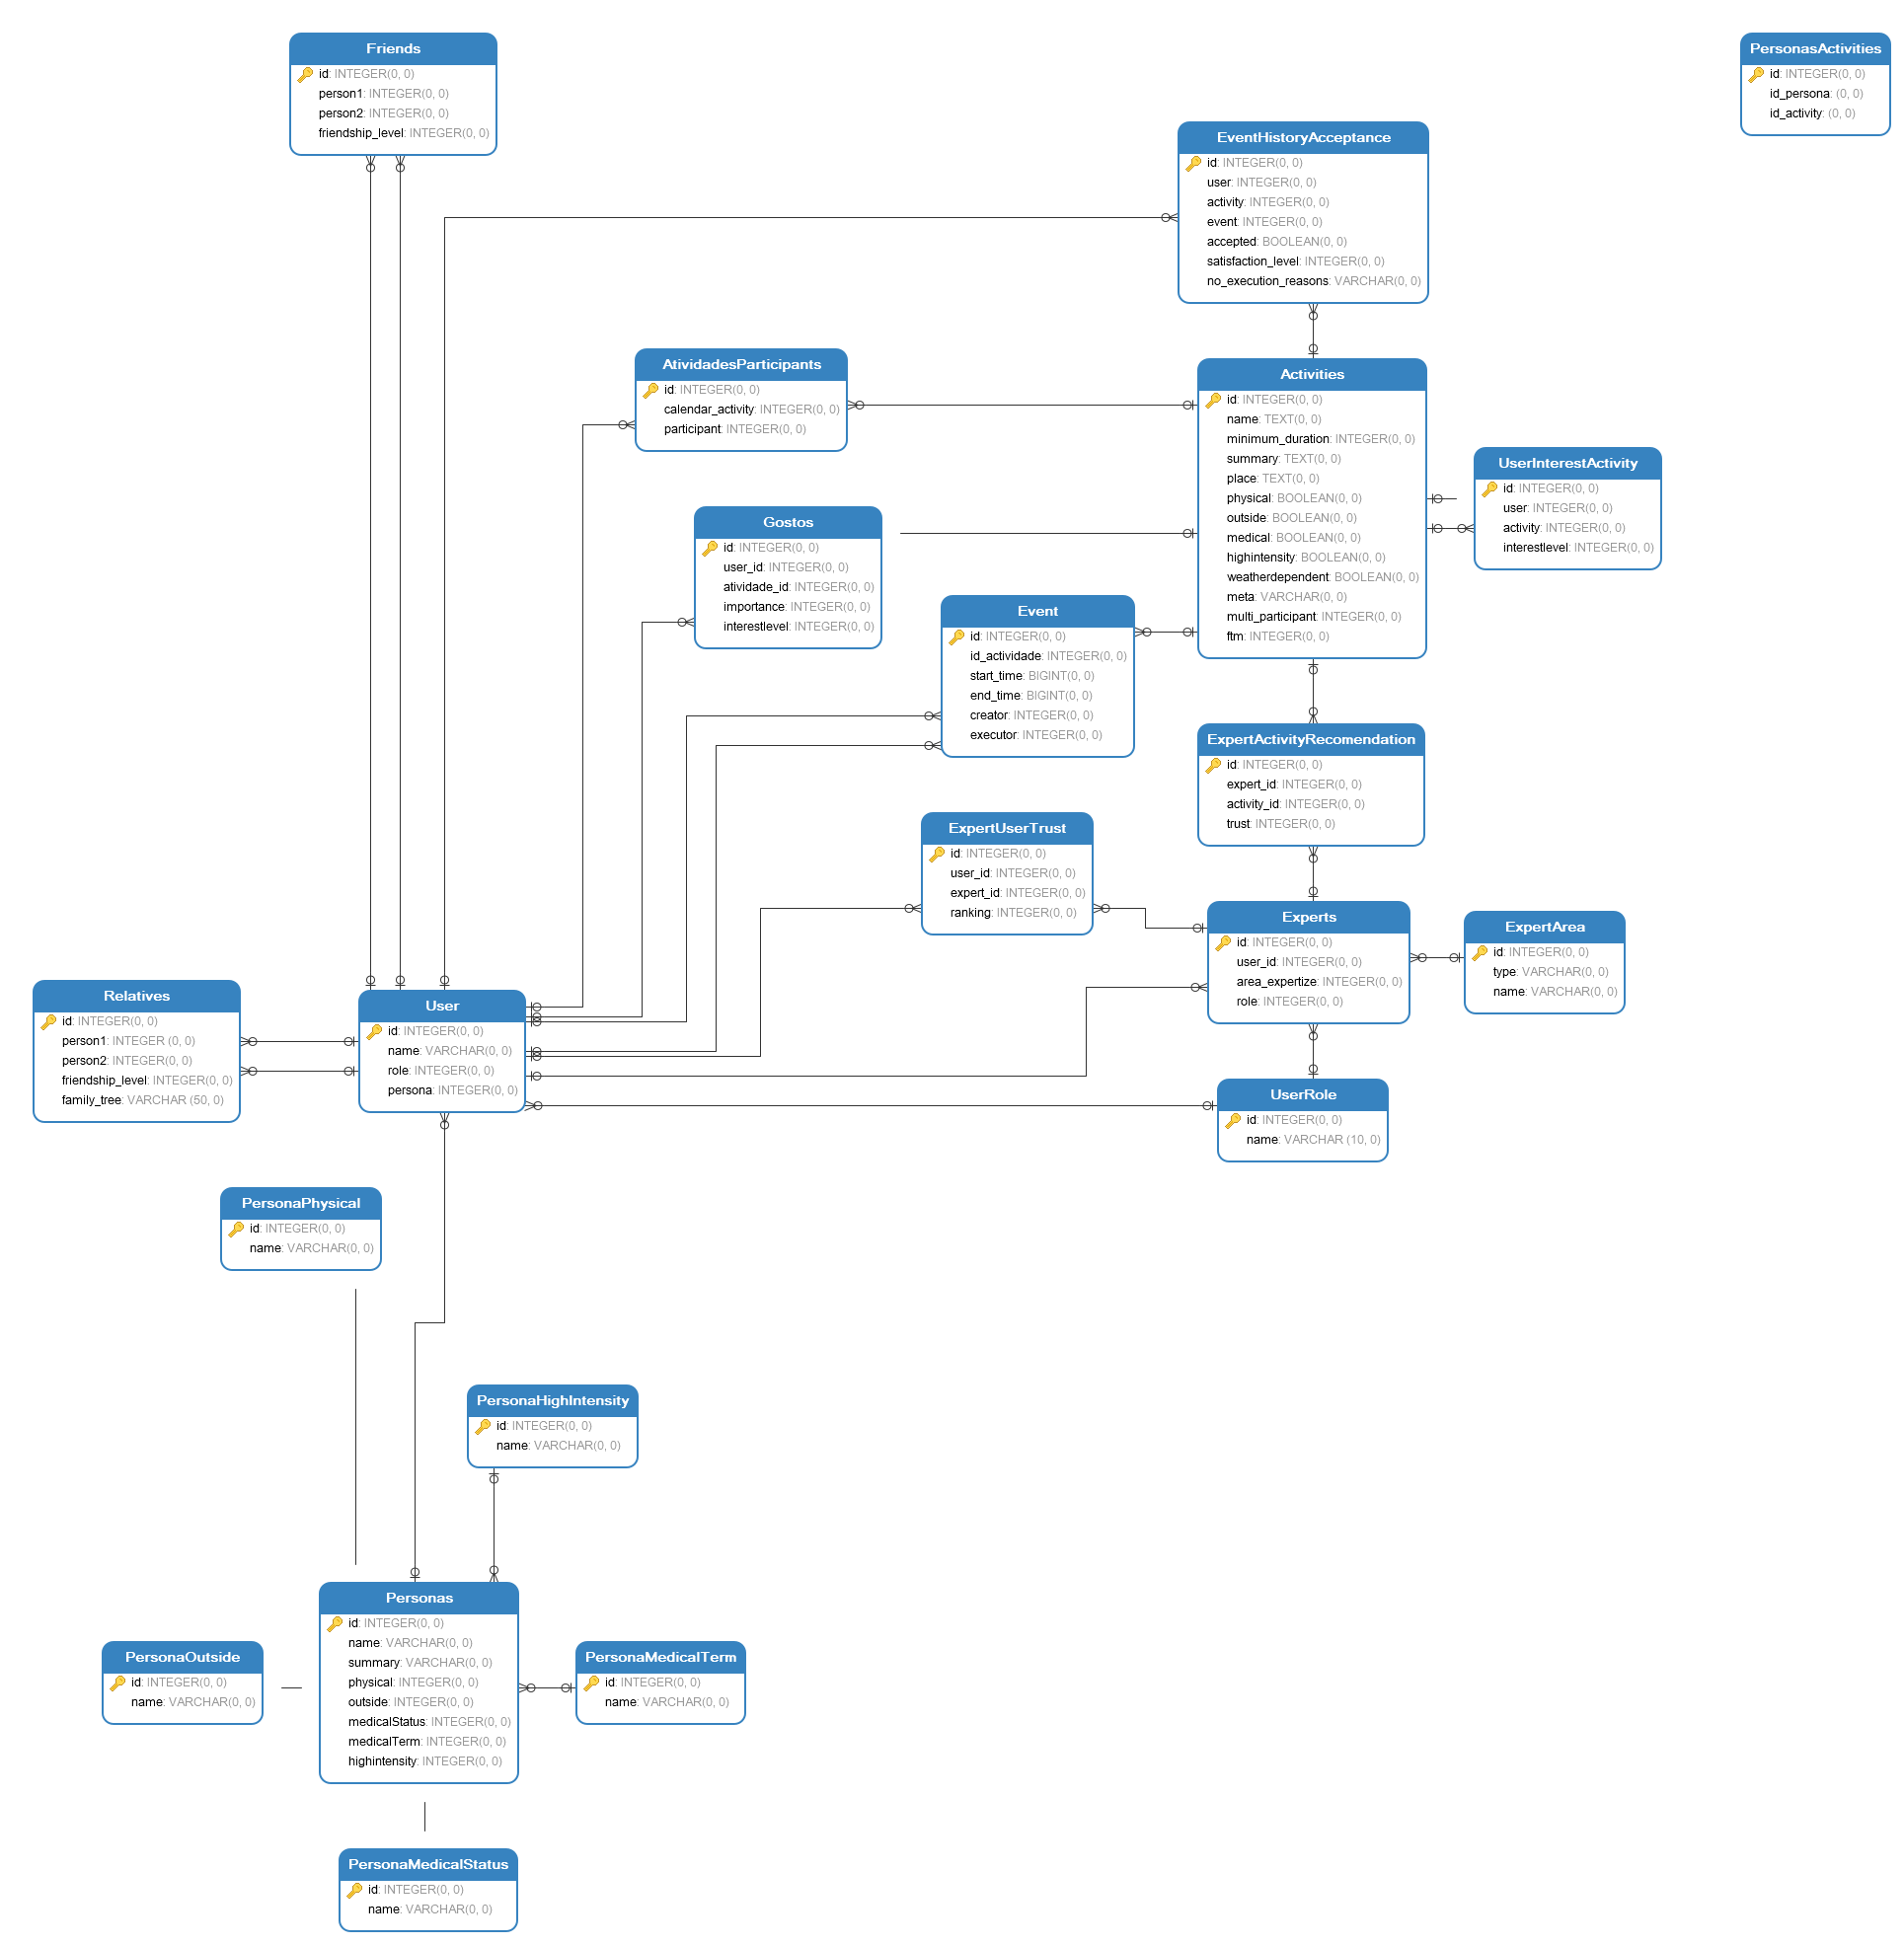 Friends
id: INTEGER(0, 0)
person1: INTEGER(0, 0)
person2: INTEGER(0, 0)
friendship_level: INTEGER(0, 0)
PersonasActivities
id: INTEGER(0, 0)
id_persona: (0, 0)
id_activity: (0, 0)
EventHistoryAcceptance
id: INTEGER(0, 0)
user: INTEGER(0, 0)
activity: INTEGER(0, 0)
event: INTEGER(0, 0)
accepted: BOOLEAN(0, 0)
satisfaction_level: INTEGER(0, 0)
no_execution_reasons: VARCHAR(0, 0)
AtividadesParticipants
id: INTEGER(0, 0)
calendar_activity: INTEGER(0, 0)
participant: INTEGER(0, 0)
Activities
id: INTEGER(0, 0)
name: TEXT(0, 0)
minimum_duration: INTEGER(0, 0)
summary: TEXT(0, 0)
place: TEXT(0, 0)
physical: BOOLEAN(0, 0)
outside: BOOLEAN(0, 0)
medical: BOOLEAN(0, 0)
highintensity: BOOLEAN(0, 0)
weatherdependent: BOOLEAN(0, 0)
meta: VARCHAR(0, 0)
multi_participant: INTEGER(0, 0)
ftm: INTEGER(0, 0)
UserInterestActivity
id: INTEGER(0, 0)
user: INTEGER(0, 0)
activity: INTEGER(0, 0)
interestlevel: INTEGER(0, 0)
Gostos
id: INTEGER(0, 0)
user_id: INTEGER(0, 0)
atividade_id: INTEGER(0, 0)
importance: INTEGER(0, 0)
interestlevel: INTEGER(0, 0)
Event
id: INTEGER(0, 0)
id_actividade: INTEGER(0, 0)
start_time: BIGINT(0, 0)
end_time: BIGINT(0, 0)
creator: INTEGER(0, 0)
executor: INTEGER(0, 0)
ExpertActivityRecomendation
id: INTEGER(0, 0)
expert_id: INTEGER(0, 0)
activity_id: INTEGER(0, 0)
trust: INTEGER(0, 0)
ExpertUserTrust
id: INTEGER(0, 0)
user_id: INTEGER(0, 0)
expert_id: INTEGER(0, 0)
ranking: INTEGER(0, 0)
Experts
id: INTEGER(0, 0)
user_id: INTEGER(0, 0)
area_expertize: INTEGER(0, 0)
role: INTEGER(0, 0)
ExpertArea
id: INTEGER(0, 0)
type: VARCHAR(0, 0)
name: VARCHAR(0, 0)
Relatives
id: INTEGER(0, 0)
person1: INTEGER (0, 0)
person2: INTEGER(0, 0)
friendship_level: INTEGER(0, 0)
family_tree: VARCHAR (50, 0)
User
id: INTEGER(0, 0)
name: VARCHAR(0, 0)
role: INTEGER(0, 0)
persona: INTEGER(0, 0)
UserRole
id: INTEGER(0, 0)
name: VARCHAR (10, 0)
PersonaPhysical
id: INTEGER(0, 0)
name: VARCHAR(0, 0)
PersonaHighIntensity
id: INTEGER(0, 0)
name: VARCHAR(0, 0)
Personas
id: INTEGER(0, 0)
name: VARCHAR(0, 0)
summary: VARCHAR(0, 0)
physical: INTEGER(0, 0)
outside: INTEGER(0, 0)
medicalStatus: INTEGER(0, 0)
medicalTerm: INTEGER(0, 0)
highintensity: INTEGER(0, 0)
PersonaOutside
id: INTEGER(0, 0)
name: VARCHAR(0, 0)
PersonaMedicalTerm
id: INTEGER(0, 0)
name: VARCHAR(0, 0)
PersonaMedicalStatus
id: INTEGER(0, 0)
name: VARCHAR(0, 0)